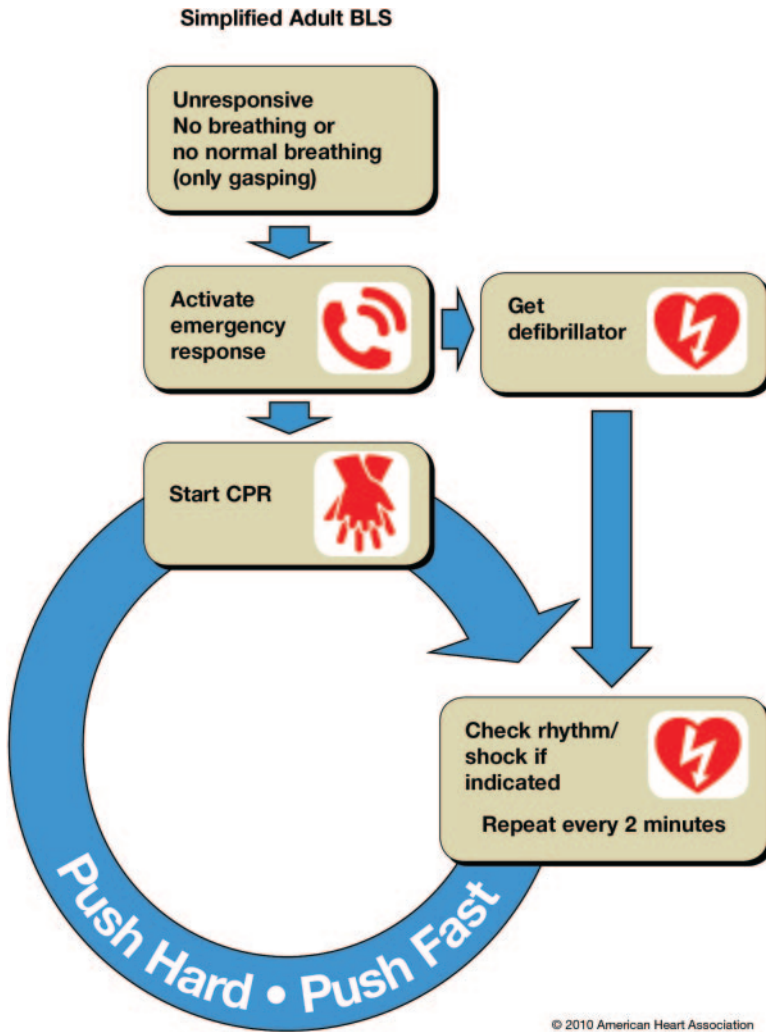 Simplified Adult BLS
Unresponsive
No breathing or
no normal breathing
(only gasping)
Activate
emergency
response
Get
defibrillator
Start CPR
Check rhythm/
shock if
indicated
Repeat every 2 minutes
Push Hard • Push Fast
© 2010 American Heart Association